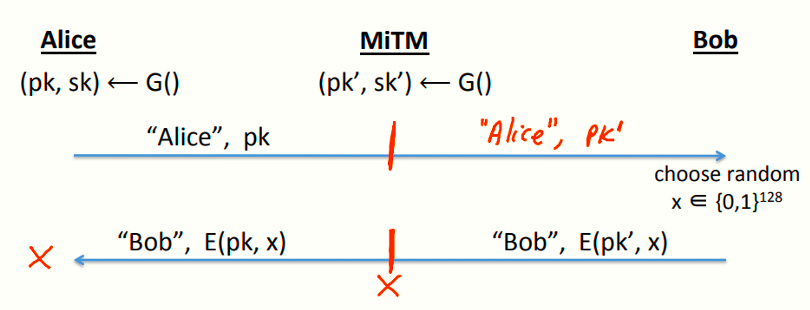 Alice MiTM Bob
(pk, sk) ⟵ G() (pk’, sk’) ⟵ G()
“Alice”, pk "Alice", pk'
choose random
x ∈ {0,1}¹²⁸
“Bob”, E(pk, x) “Bob”, E(pk’, x)
x
x